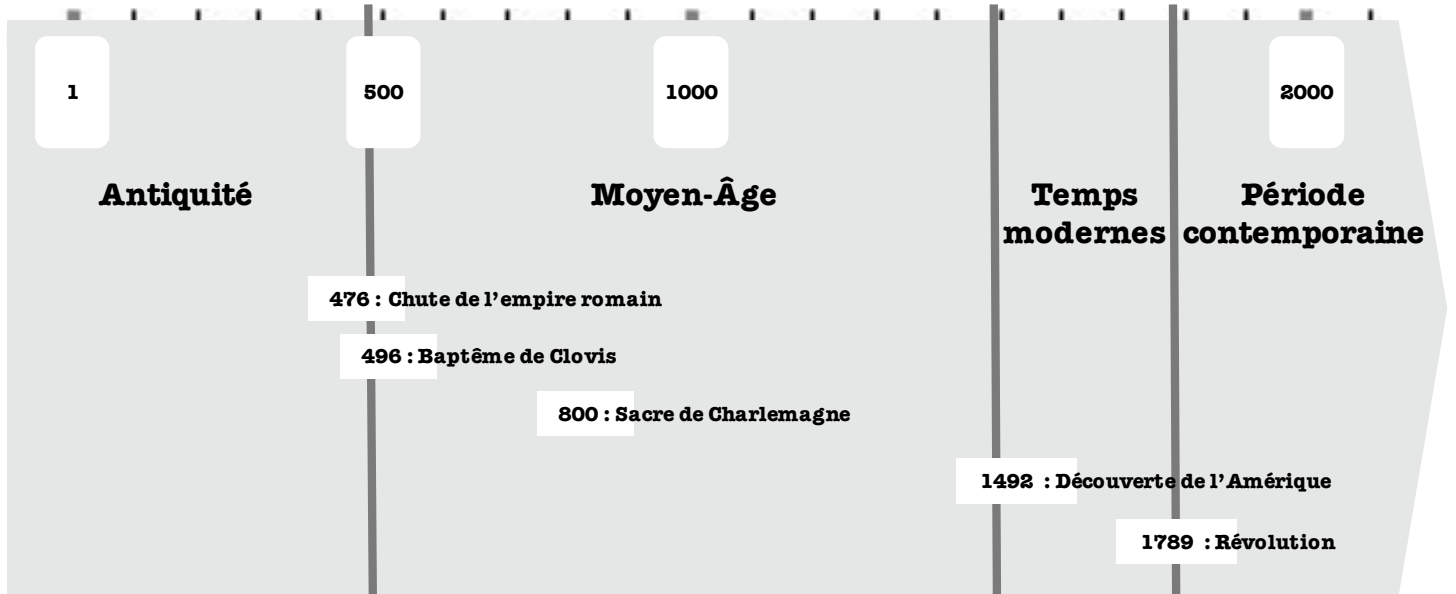 1
500
1000
2000
Antiquité
Moyen-Âge
Temps
modernes
Période
contemporaine
476 : Chute de l’empire romain
496 : Baptême de Clovis
800 : Sacre de Charlemagne
1492 : Découverte de l’Amérique
1789 : Révolution